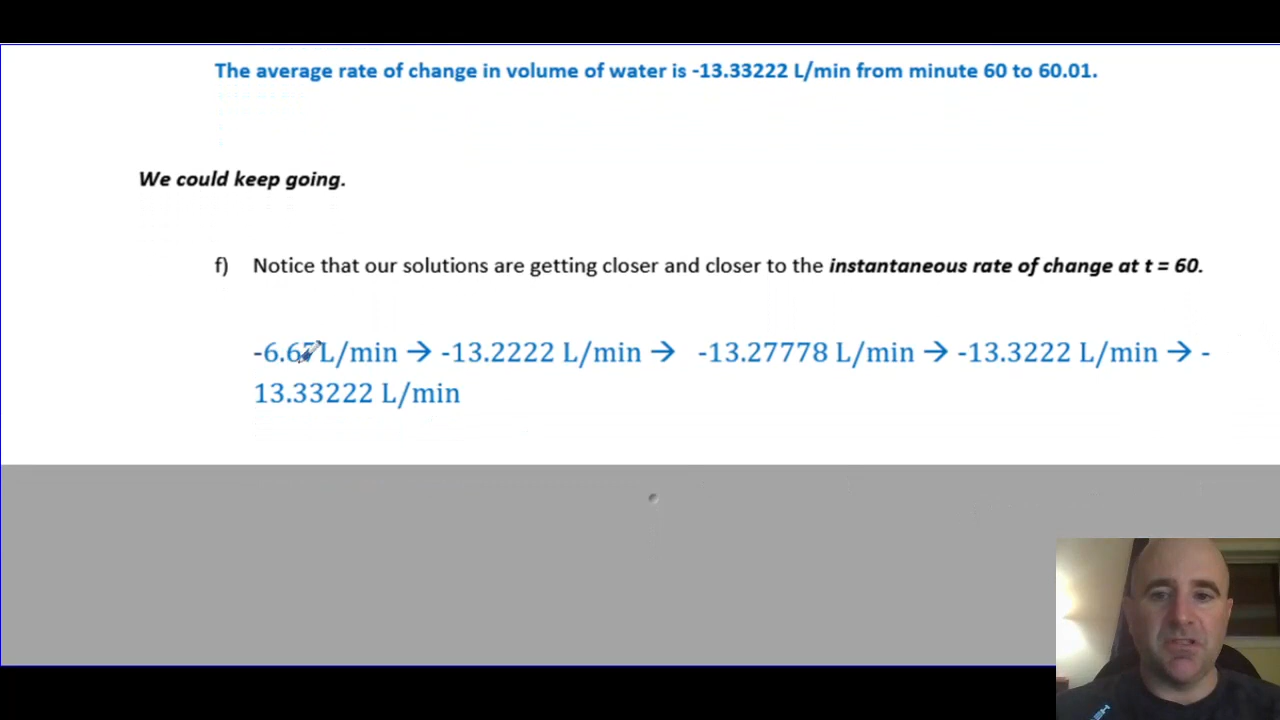 The average rate of change in volume of water is -13.33222 L/min from minute 60 to 60.01.
We could keep going.
f) Notice that our solutions are getting closer and closer to the instantaneous rate of change at t = 60.
-6.67L/min → -13.2222 L/min → -13.27778 L/min → -13.3222 L/min → -
13.33222 L/min